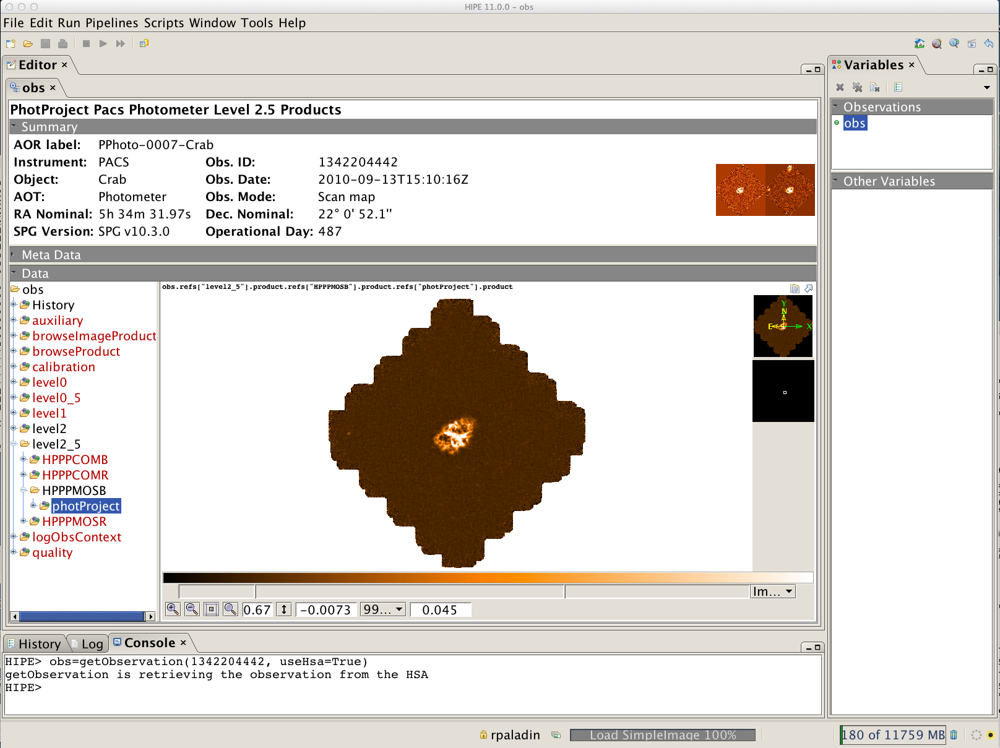 HIPE 11.0.0 - obs
File Edit Run Pipelines Scripts Window Tools Help
Editor ×
obs ×
PhotProject Pacs Photometer Level 2.5 Products
Summary
AOR label: PPhoto-0007-Crab
Instrument: PACS Obs. ID: 1342204442
Object: Crab Obs. Date: 2010-09-13T15:10:16Z
AOT: Photometer Obs. Mode: Scan map
RA Nominal: 5h 34m 31.97s Dec. Nominal: 22° 0' 52.1''
SPG Version: SPG v10.3.0 Operational Day: 487
Meta Data
Data
obs
History
auxiliary
browseImageProduct
browseProduct
calibration
level0
level0_5
level1
level2
level2_5
HPPPCOMB
HPPPCOMR
HPPPMOSB
photProject
HPPPMOSR
logObsContext
quality
obs.refs["level2_5"].product.refs["HPPPMOSB"].product.refs["photProject"].product
Y
N
E X
Im...
0.67 -0.0073 99... 0.045
Variables ×
Observations
obs
Other Variables
History Log Console ×
HIPE> obs=getObservation(1342204442, useHsa=True)
getObservation is retrieving the observation from the HSA
HIPE>
rpaladin Load SimpleImage 100% 180 of 11759 MB